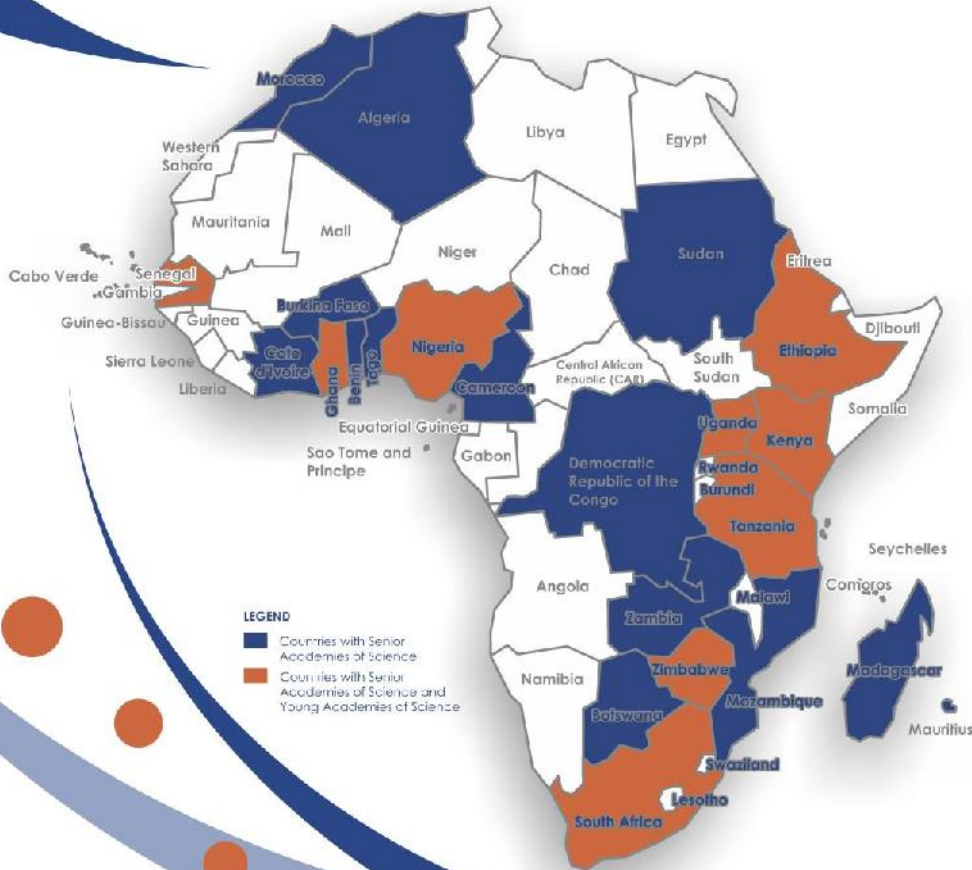 Morocco
Algeria
Libya
Egypt
Western
Sahara
Mauritania
Mali
Niger
Chad
Sudan
Eritrea
Cabo Verde
Senegal
Gambia
Guinea-Bissau
Guinea
Burkina Faso
Nigeria
Ethiopia
Djibouti
Sierra Leone
Liberia
Cote
d'Ivoire
Ghana
Benin
Togo
Cameroon
Central African
Republic (CAR)
South
Sudan
Somalia
Equatorial Guinea
Sao Tome and
Principe
Gabon
Democratic
Republic of the
Congo
Uganda
Kenya
Rwanda
Burundi
Tanzania
Seychelles
Comoros
Angola
Malawi
Zambia
LEGEND
Countries with Senior
Academies of Science
Countries with Senior
Academies of Science and
Young Academies of Science
Namibia
Zimbabwe
Botswana
Mozambique
Madagascar
Mauritius
Swaziland
Lesotho
South Africa